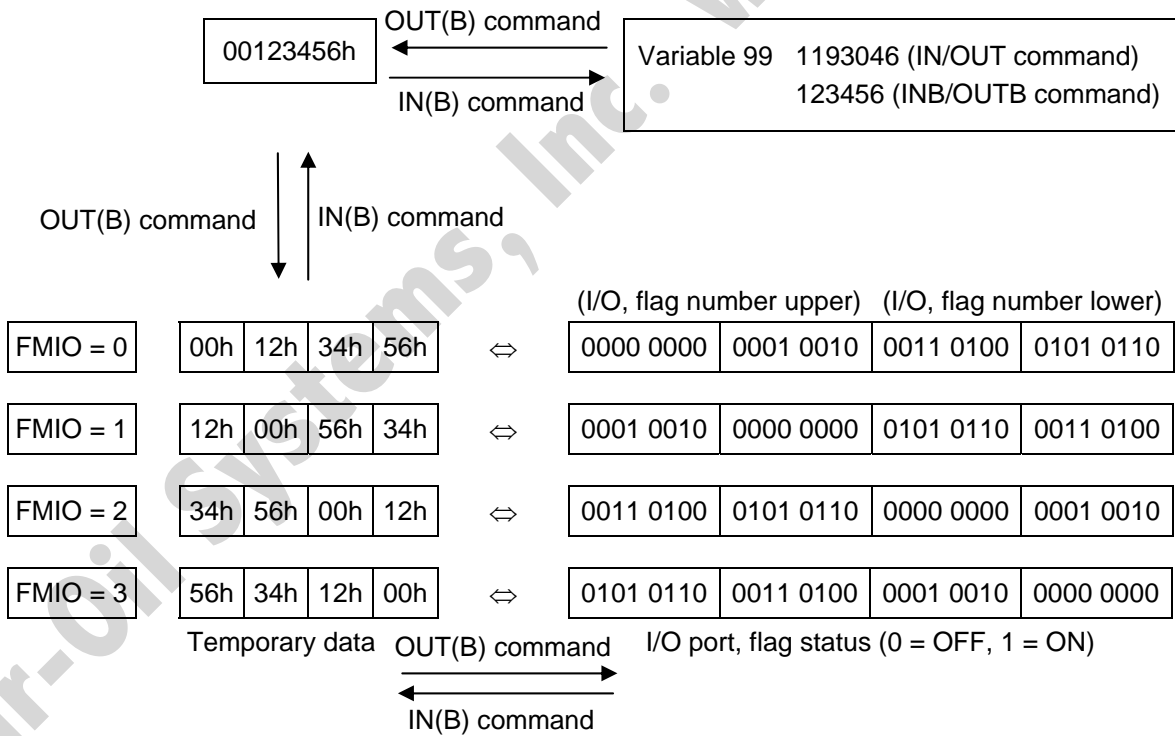 OUT(B) command
00123456h
Variable 99 1193046 (IN/OUT command)
IN(B) command
123456 (INB/OUTB command)
OUT(B) command IN(B) command
(I/O, flag number upper) (I/O, flag number lower)
FMIO = 0 00h 12h 34h 56h ⇔ 0000 0000 0001 0010 0011 0100 0101 0110
FMIO = 1 12h 00h 56h 34h ⇔ 0001 0010 0000 0000 0101 0110 0011 0100
FMIO = 2 34h 56h 00h 12h ⇔ 0011 0100 0101 0110 0000 0000 0001 0010
FMIO = 3 56h 34h 12h 00h ⇔ 0101 0110 0011 0100 0001 0010 0000 0000
Temporary data OUT(B) command I/O port, flag status (0 = OFF, 1 = ON)
IN(B) command
r-Oil Systems, Inc.